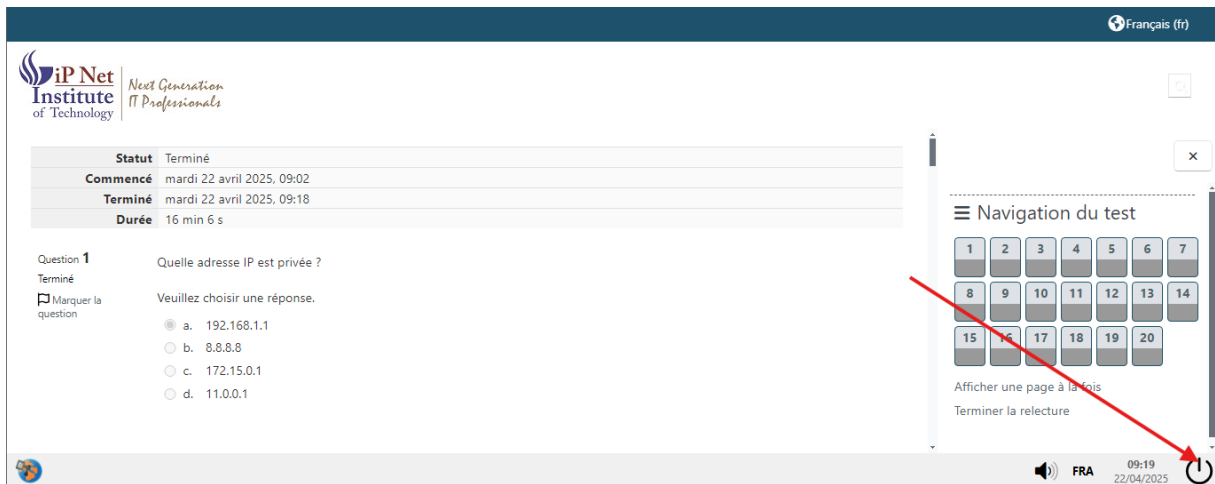 Français (fr)
iP Net
Institute
of Technology
Next Generation
IT Professionals
Statut Terminé
Commencé mardi 22 avril 2025, 09:02
Terminé mardi 22 avril 2025, 09:18
Durée 16 min 6 s
Question 1
Terminé
Marquer la
question
Quelle adresse IP est privée ?
Veuillez choisir une réponse.
a. 192.168.1.1
b. 8.8.8.8
c. 172.15.0.1
d. 11.0.0.1
Navigation du test
1 2 3 4 5 6 7
8 9 10 11 12 13 14
15 16 17 18 19 20
Afficher une page à la fois
Terminer la relecture
FRA
09:19
22/04/2025